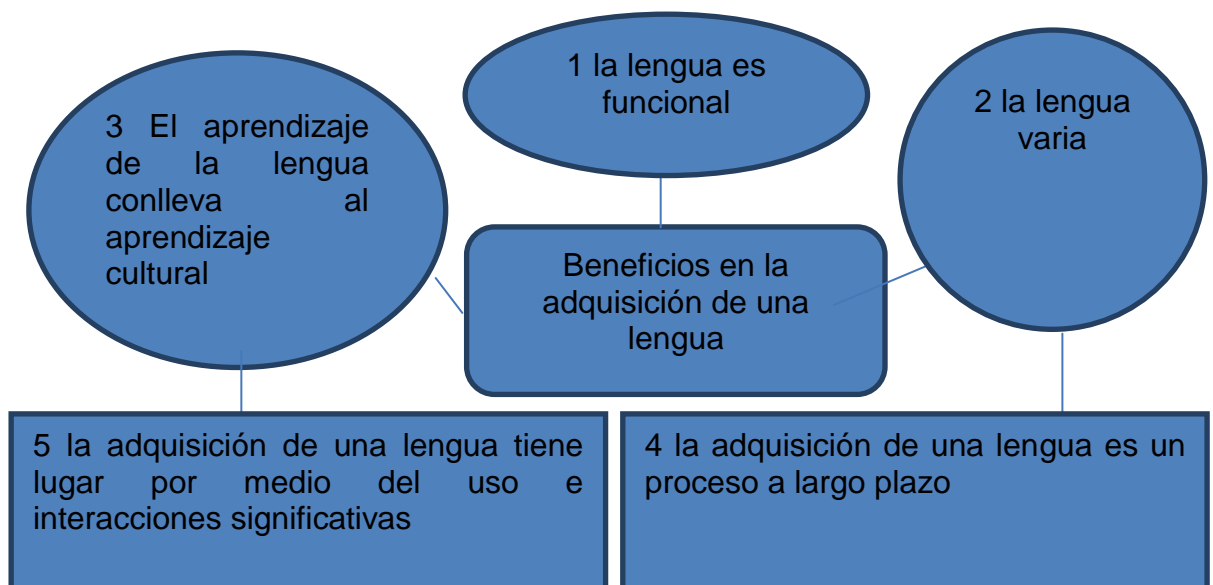 1 la lengua es
funcional
2 la lengua
varia
3 El aprendizaje
de la lengua
conlleva al
aprendizaje
cultural
Beneficios en la
adquisición de una
lengua
5 la adquisición de una lengua tiene
lugar por medio del uso e
interacciones significativas
4 la adquisición de una lengua es un
proceso a largo plazo